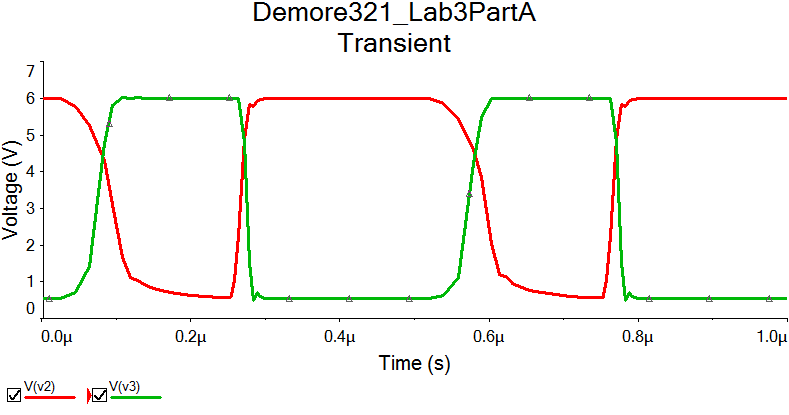 Demore321_Lab3PartA
Transient
Voltage (V)
7
6
5
4
3
2
1
0
0.0μ 0.2μ 0.4μ 0.6μ 0.8μ 1.0μ
Time (s)
V(v2) V(v3)